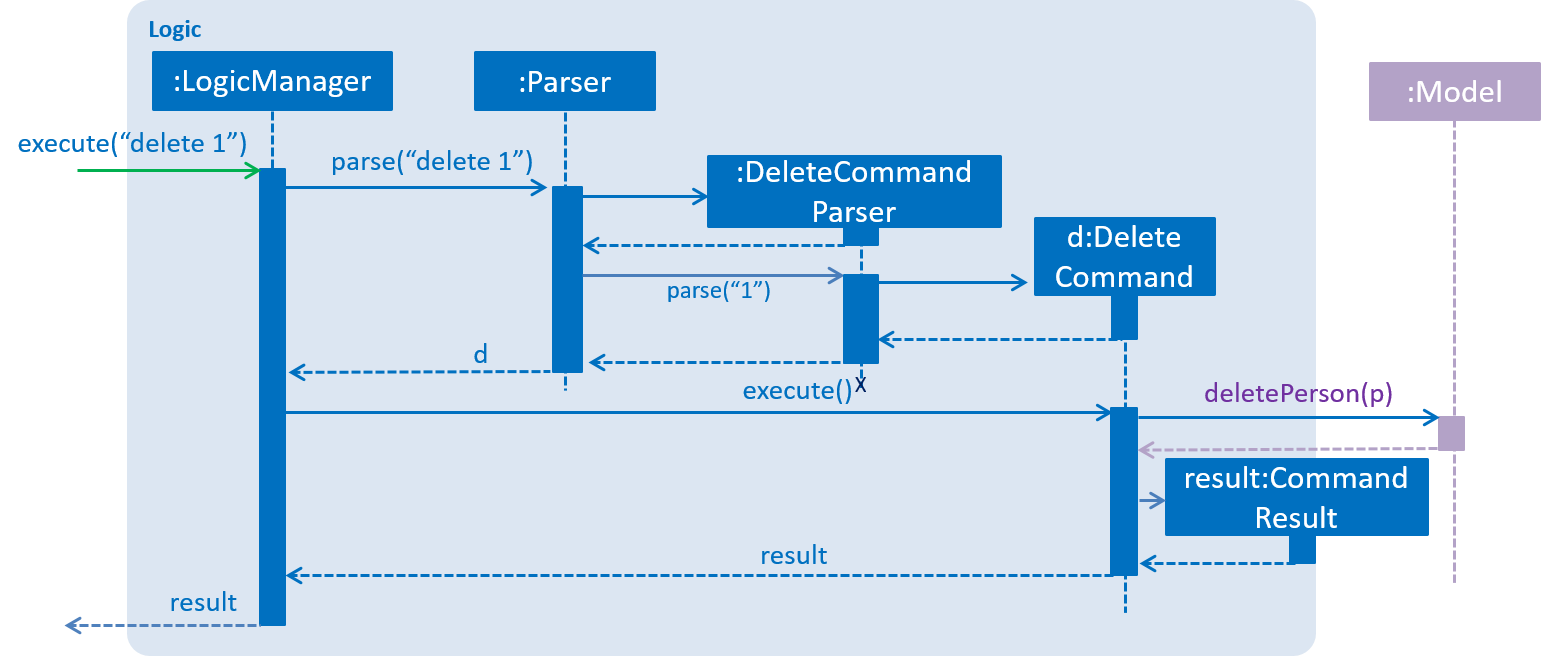 Logic
:LogicManager
:Parser
:Model
execute(“delete 1”)
parse(“delete 1”)
:DeleteCommand
Parser
d:Delete
Command
parse(“1”)
d
execute()
X
deletePerson(p)
result:Command
Result
result
result